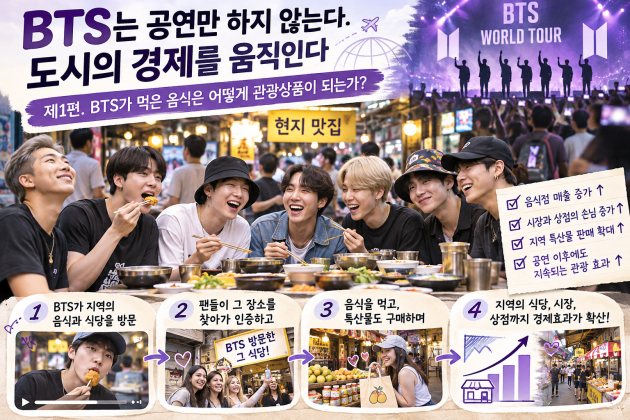 BTS는 공연만 하지 않는다.
도시의 경제를 움직인다
제1편. BTS가 먹은 음식은 어떻게 관광상품이 되는가?
BTS
WORLD TOUR
현지 맛집
음식점 매출 증가 ↑
시장과 상점의 손님 증가 ↑
지역 특산물 판매 확대 ↑
공연 이후에도
지속되는 관광 효과 ↑
1 BTS가 지역의
음식과 식당을 방문
2 팬들이 그 장소를
찾아가 인증하고
BTS 방문한
그 식당!
3 음식을 먹고,
특산물도 구매하며
4 지역의 식당, 시장,
상점까지 경제효과가 확산!